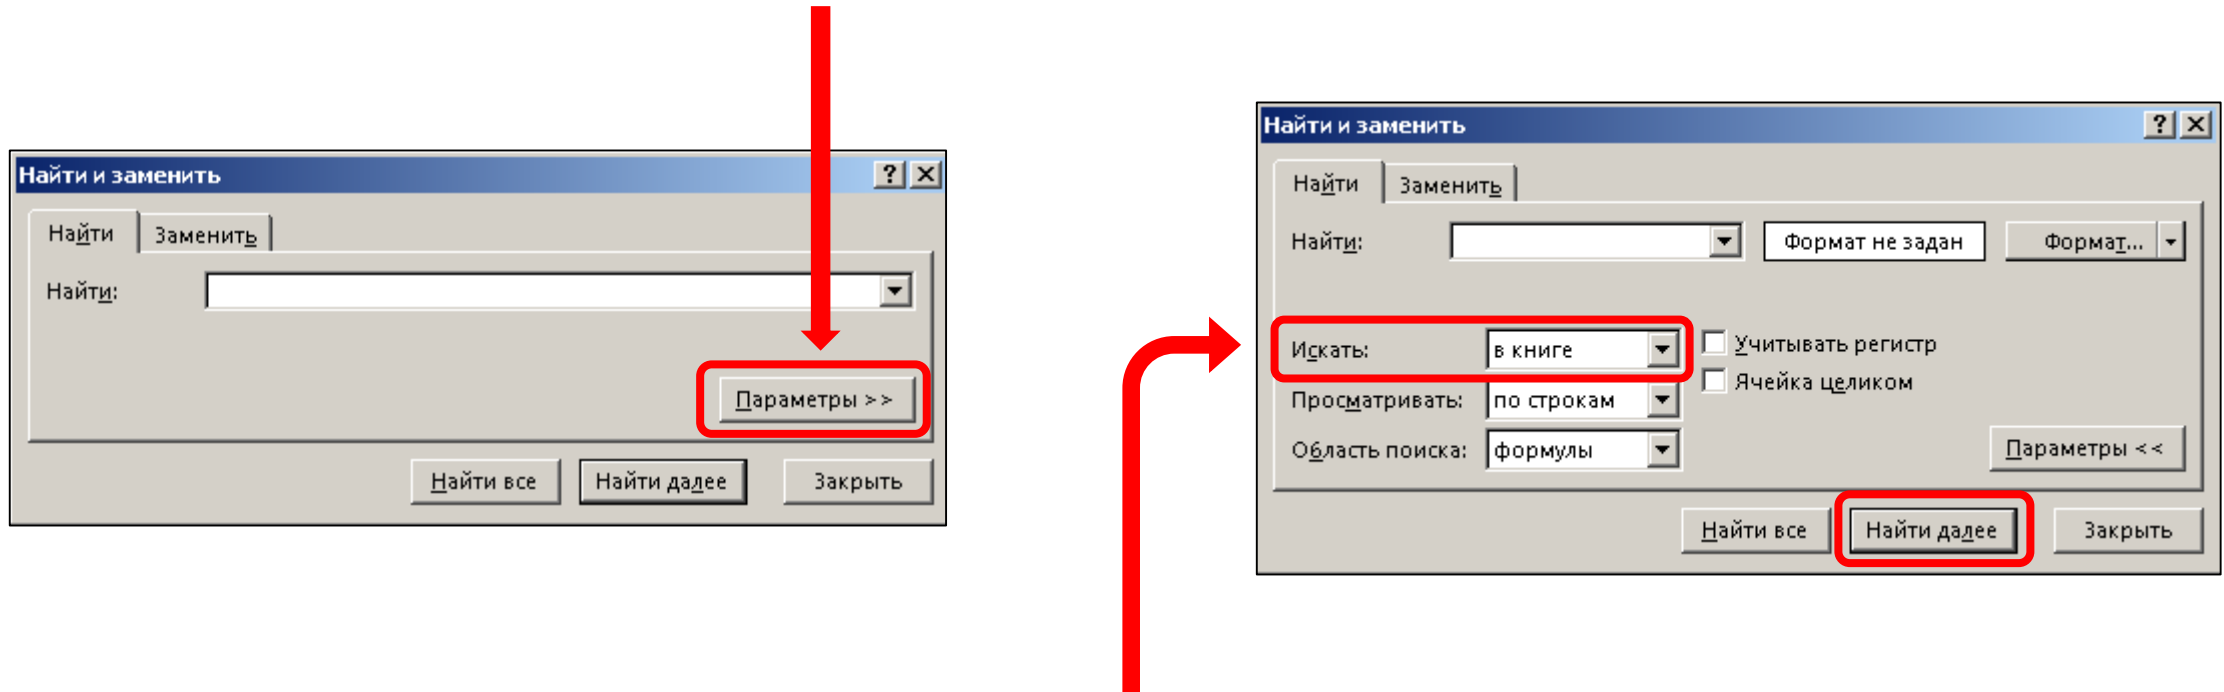 Найти и заменить
Найти
Заменить
Найти:
Параметры >>
Найти все
Найти далее
Закрыть
Найти и заменить
Найти
Заменить
Найти:
Формат не задан
Формат...
Искать:
в книге
Учитывать регистр
Просматривать:
по строкам
Ячейка целиком
Область поиска:
формулы
Параметры <<
Найти все
Найти далее
Закрыть